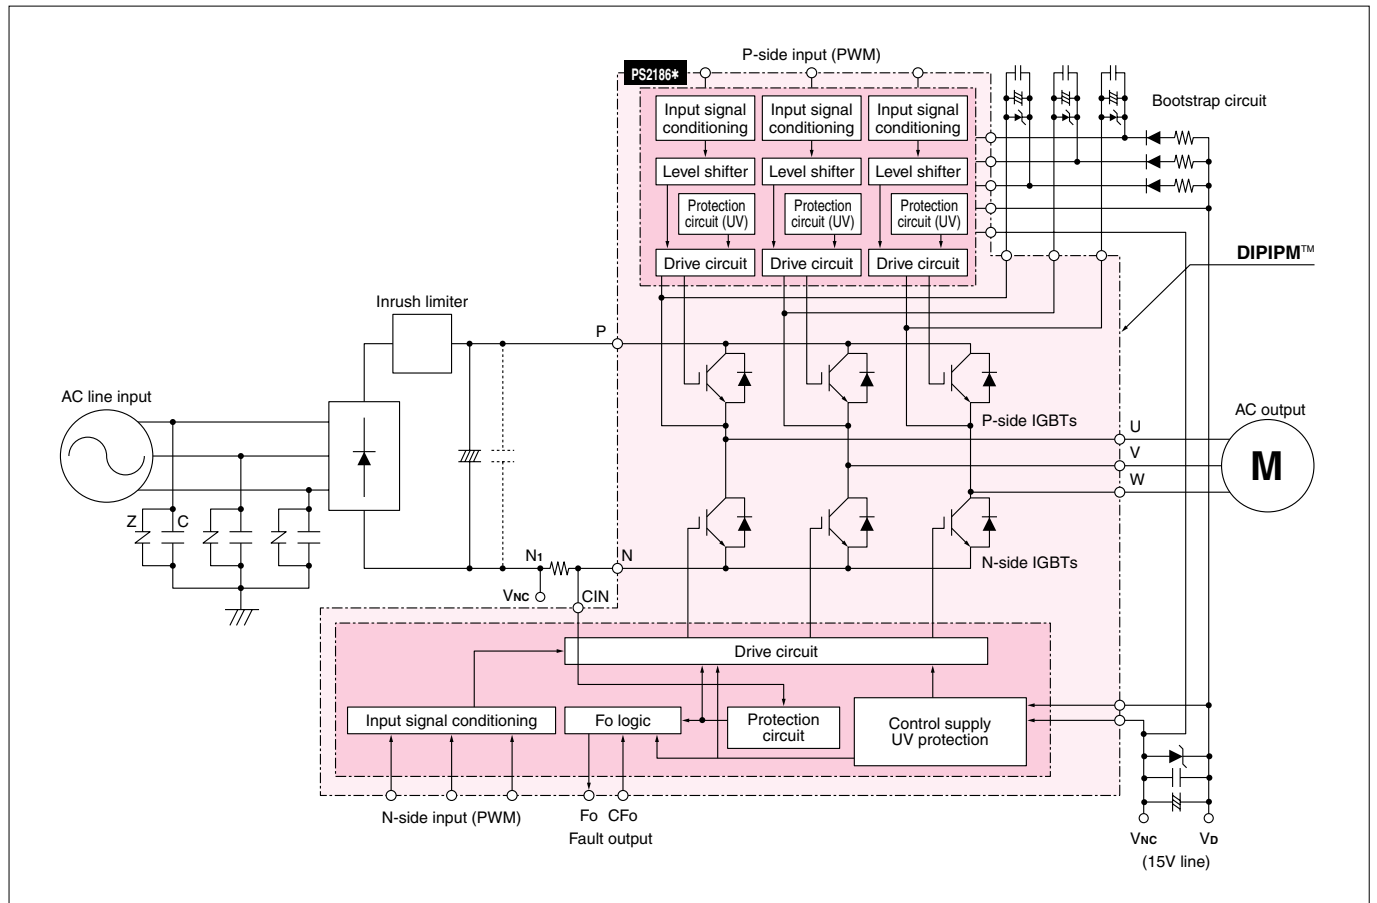 P-side input (PWM)
PS2186*
Input signal
conditioning
Input signal
conditioning
Input signal
conditioning
Bootstrap circuit
Level shifter
Level shifter
Level shifter
Protection
circuit (UV)
Protection
circuit (UV)
Protection
circuit (UV)
Drive circuit
Drive circuit
Drive circuit
DIPIPM™
Inrush limiter
P
AC line input
P-side IGBTs
AC output
U
V
W
M
Z
C
N1
N
N-side IGBTs
VNC
CIN
Drive circuit
Input signal conditioning
Fo logic
Protection
circuit
Control supply
UV protection
N-side input (PWM)
Fo
CFo
Fault output
VNC
VD
(15V line)